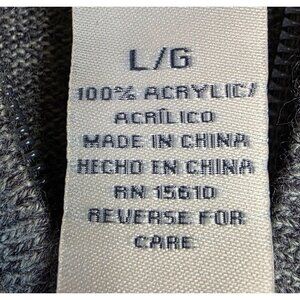 L/G
100% ACRYLIC/
ACRÍLICO
MADE IN CHINA
HECHO EN CHINA
RN 15610
REVERSE FOR
CARE